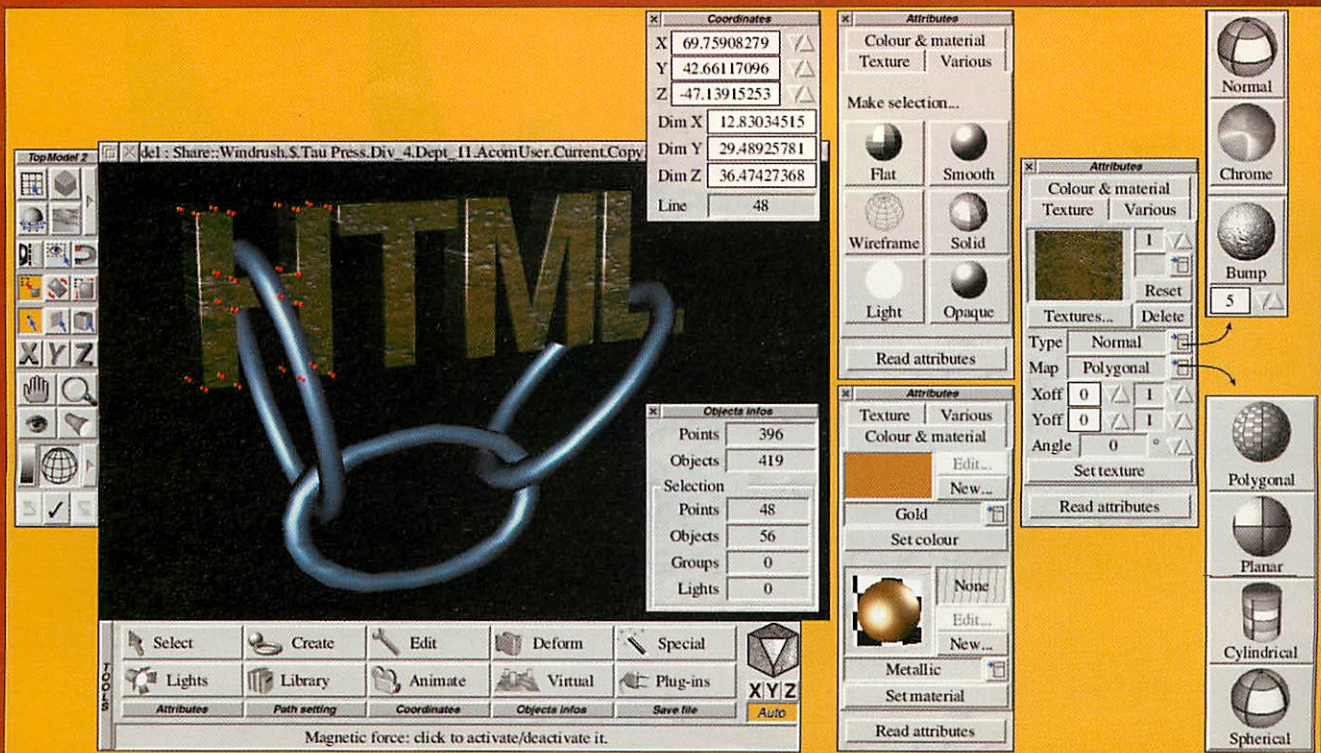 Coordinates
X 69.75908279
Y 42.66117096
Z -47.13915253
Dim X 12.83034515
Dim Y 29.48925781
Dim Z 36.47427368
Line 48
Attributes
Colour & material
Texture Various
Make selection...
Flat Smooth
Wireframe Solid
Light Opaque
Read attributes
Normal
Chrome
Bump
5
TopModel 2
del : Share::Windrush.$.Tau Press.Div_4.Dept_11.AcornUser.Current.Copy
HTML
X Y Z
Attributes
Colour & material
Texture Various
1
Reset
Textures... Delete
Type Normal
Map Polygonal
Xoff 0 1
Yoff 0 1
Angle 0 °
Set texture
Read attributes
Objects infos
Points 396
Objects 419
Selection
Points 48
Objects 56
Groups 0
Lights 0
Attributes
Texture Various
Colour & material
Edit...
New...
Gold
Set colour
None
Edit...
New...
Metallic
Set material
Read attributes
Polygonal
Planar
Cylindrical
Spherical
TOOLS
Select Create Edit Deform Special
Lights Library Animate Virtual Plug-ins
Attributes Path setting Coordinates Objects infos Save file
XYZ
Auto
Magnetic force: click to activate/deactivate it.